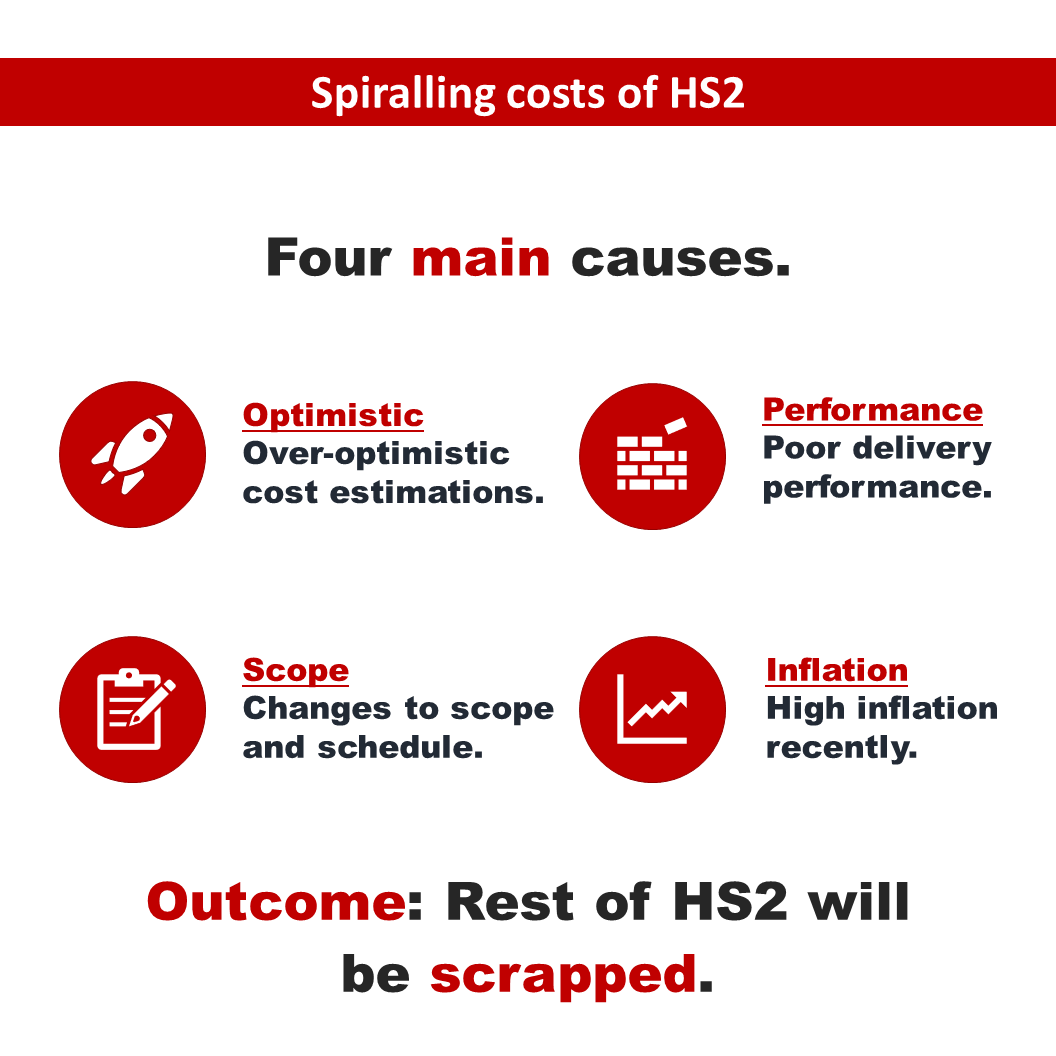 Spiralling costs of HS2
Four main causes.
Optimistic
Over-optimistic
cost estimations.
Performance
Poor delivery
performance.
Scope
Changes to scope
and schedule.
Inflation
High inflation
recently.
Outcome: Rest of HS2 will
be scrapped.